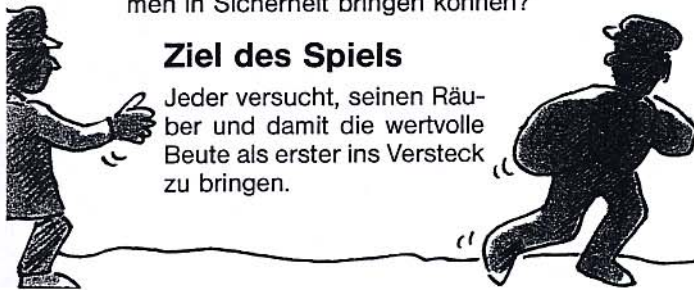 men in Sicherheit bringen können?
Ziel des Spiels
Jeder versucht, seinen Räu-
ber und damit die wertvolle
Beute als erster ins Versteck
zu bringen.